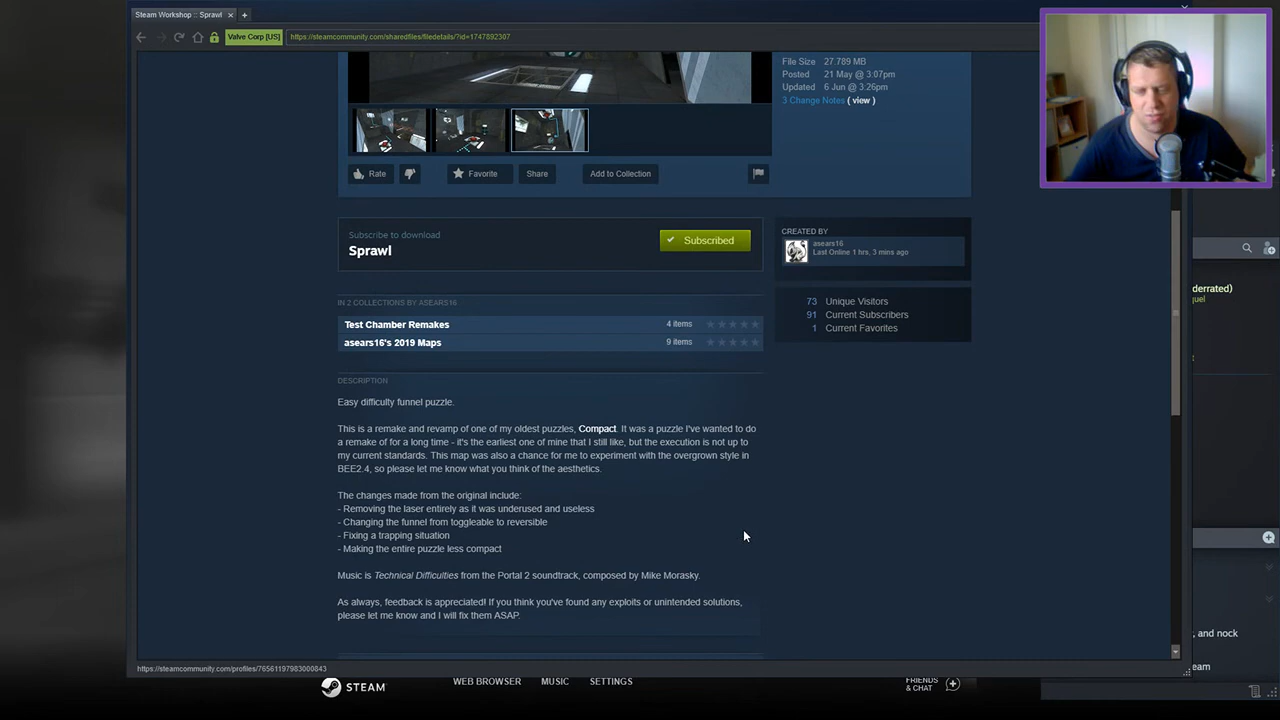 Steam Workshop :: Sprawl
Valve Corp [US] https://steamcommunity.com/sharedfiles/filedetails/?id=1747892307
File Size 27.789 MB
Posted 21 May @ 3:07pm
Updated 6 Jun @ 3:26pm
3 Change Notes ( view )
Rate Favorite Share Add to Collection
Subscribe to download
Sprawl
Subscribed
CREATED BY
asears16
Last Online 1 hrs, 3 mins ago
73 Unique Visitors
91 Current Subscribers
1 Current Favorites
IN 2 COLLECTIONS BY ASEARS16
Test Chamber Remakes 4 items
asears16's 2019 Maps 9 items
DESCRIPTION
Easy difficulty funnel puzzle.
This is a remake and revamp of one of my oldest puzzles, Compact. It was a puzzle I've wanted to do
a remake of for a long time - it's the earliest one of mine that I still like, but the execution is not up to
my current standards. This map was also a chance for me to experiment with the overgrown style in
BEE2.4, so please let me know what you think of the aesthetics.
The changes made from the original include:
- Removing the laser entirely as it was underused and useless
- Changing the funnel from toggleable to reversible
- Fixing a trapping situation
- Making the entire puzzle less compact
Music is Technical Difficulties from the Portal 2 soundtrack, composed by Mike Morasky.
As always, feedback is appreciated! If you think you've found any exploits or unintended solutions,
please let me know and I will fix them ASAP.
https://steamcommunity.com/profiles/76561197983000843
STEAM
WEB BROWSER MUSIC SETTINGS
FRIENDS
& CHAT
derrated)
quel
, and nock
eam